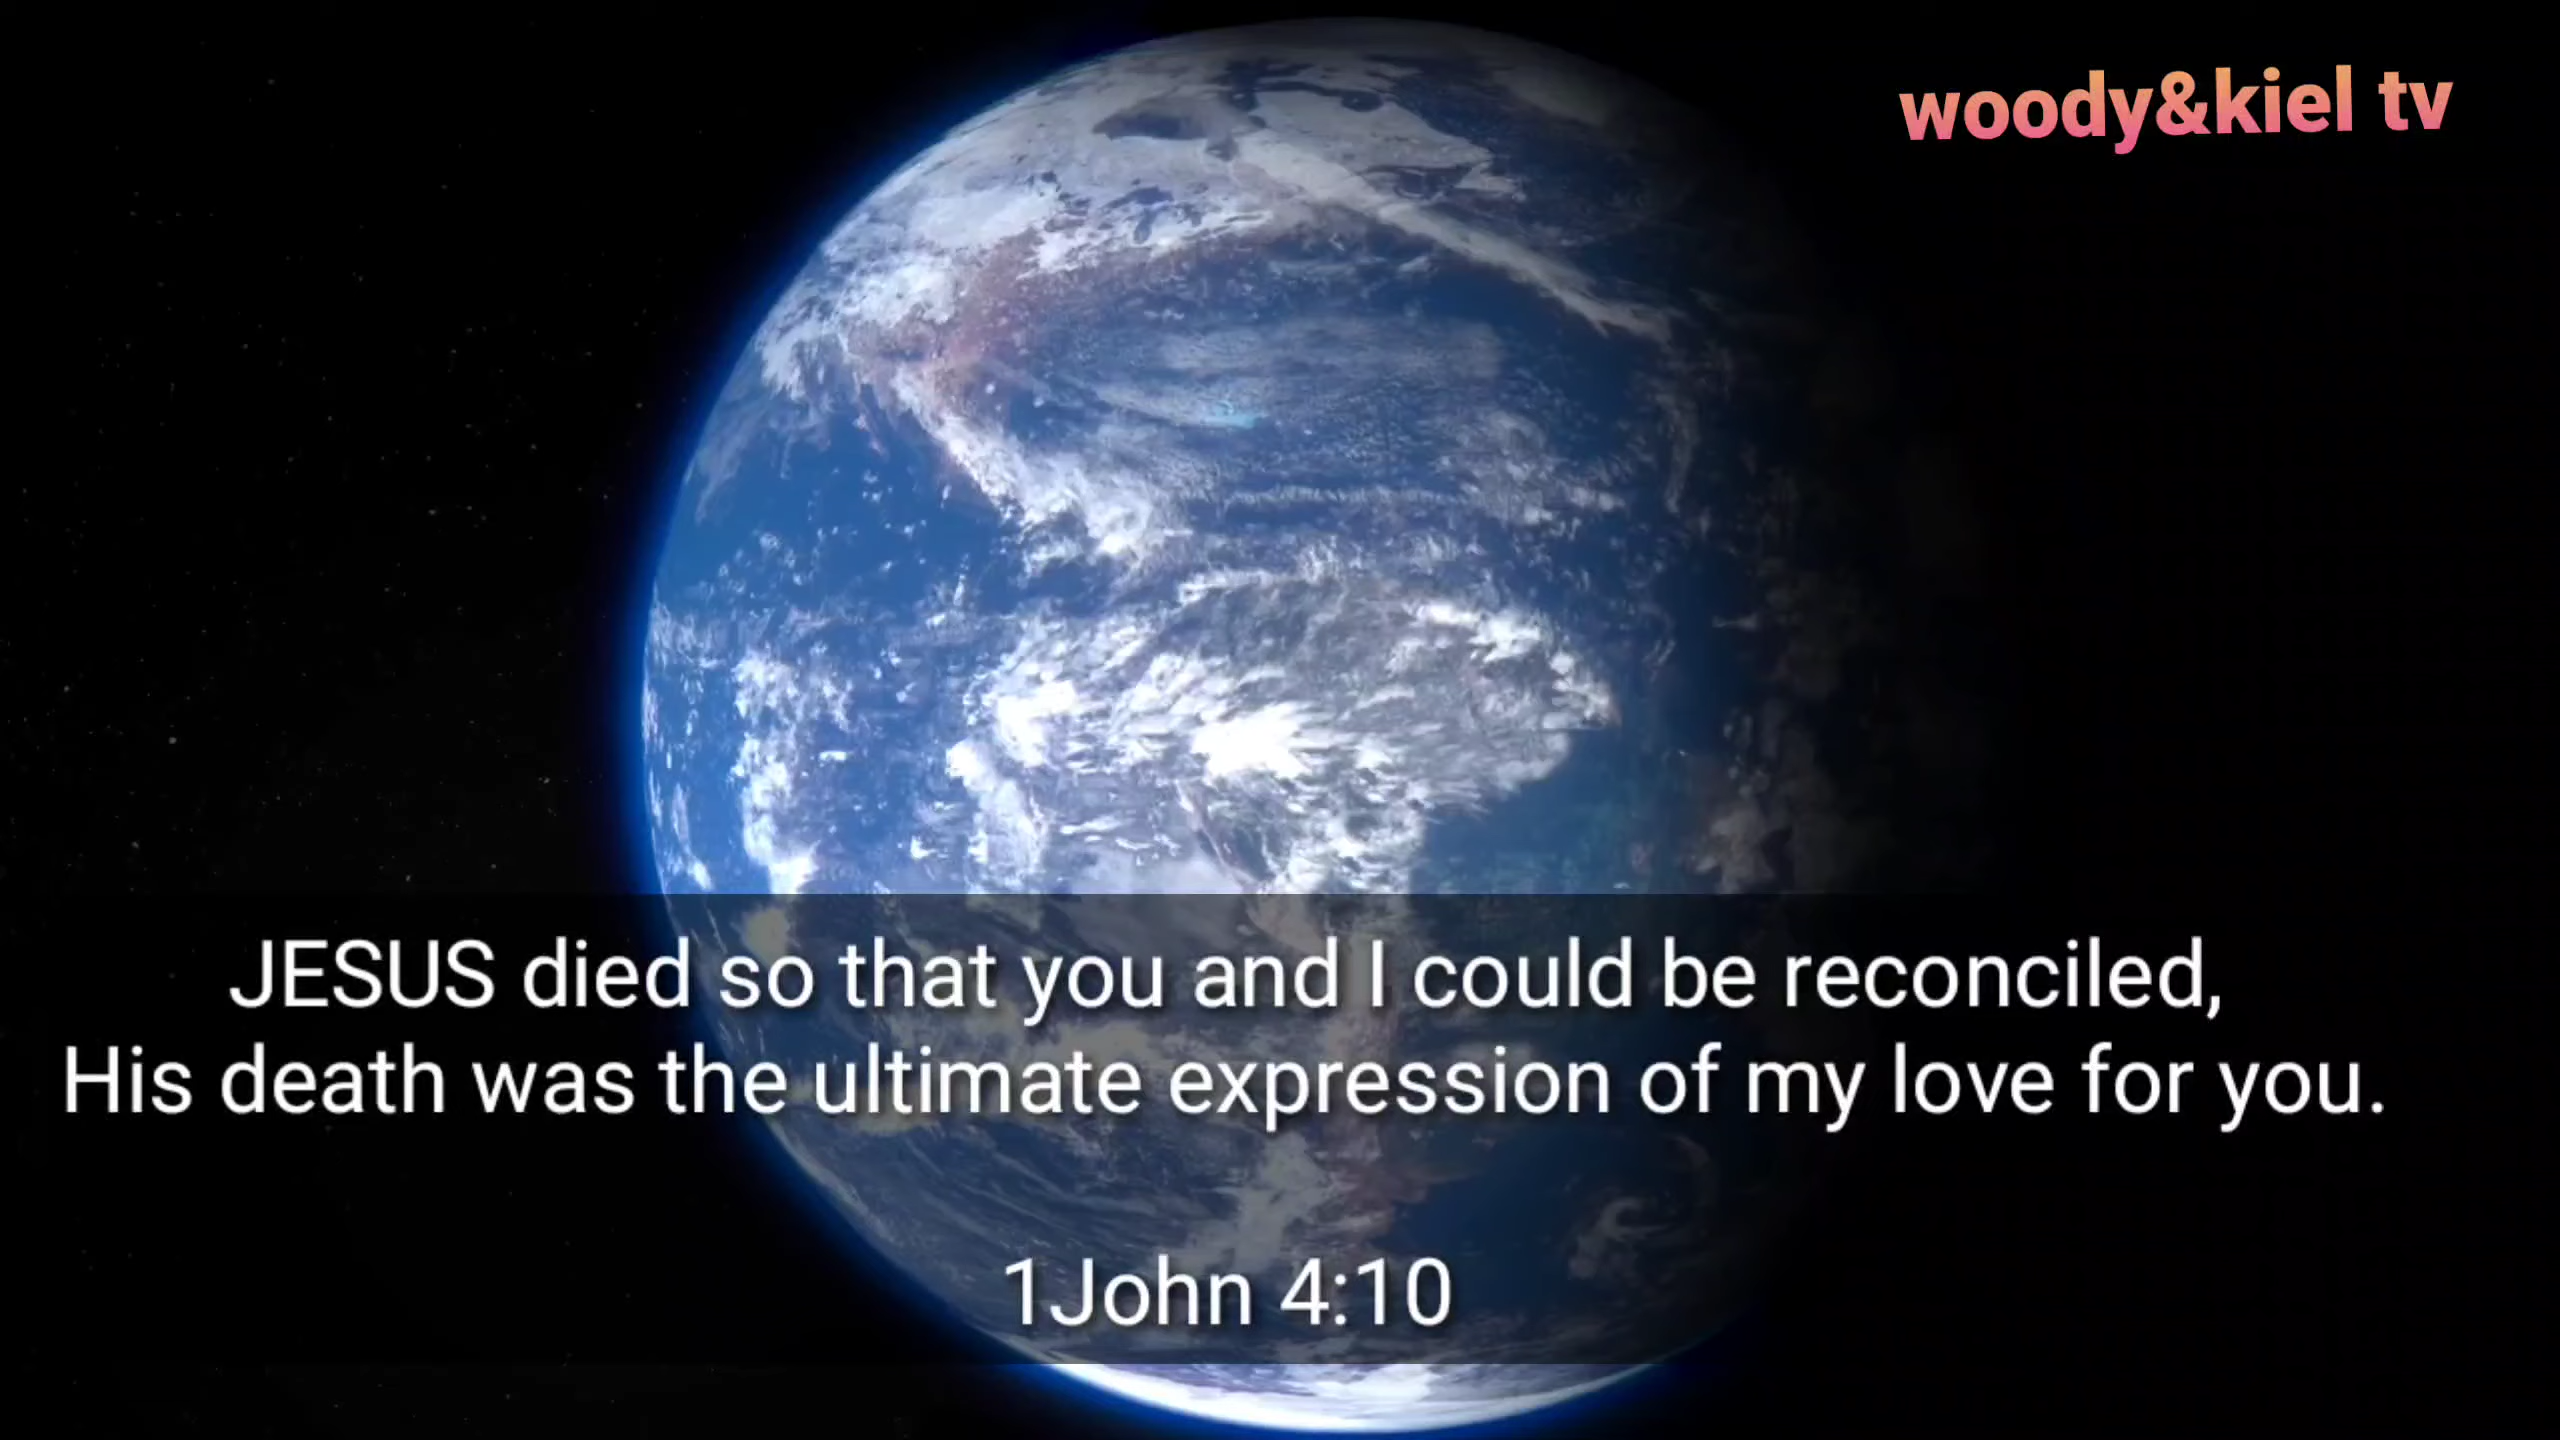 woody&kiel tv
JESUS died so that you and I could be reconciled,
His death was the ultimate expression of my love for you.
1John 4:10